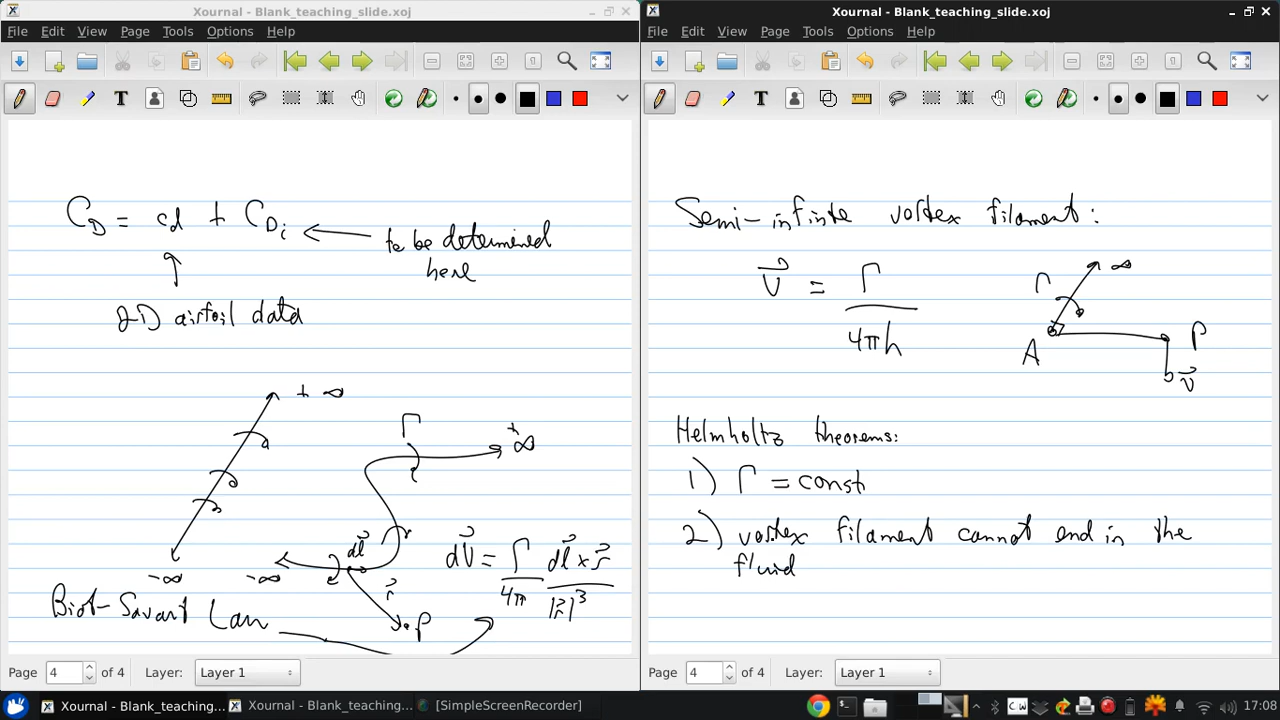 Xournal - Blank_teaching_slide.xoj
File Edit View Page Tools Options Help
C_D = cd + C_Di ← to be determined
here
2D airfoil data
+ ∞
Γ
+∞
-∞
-∞
dl
r
P
dV = Γ/4π dl × r / |r|³
Biot-Savart Law
Page 4 of 4 Layer: Layer 1
Xournal - Blank_teaching_slide.xoj
File Edit View Page Tools Options Help
Semi-infinite vortex filament:
V = Γ / 4πh
Γ
∞
A
P
V
Helmholtz theorems:
1) Γ = const
2) vortex filament cannot end in the
fluid
Page 4 of 4 Layer: Layer 1
Xournal - Blank_teaching_... Xournal - Blank_teaching_... [SimpleScreenRecorder] 17:08